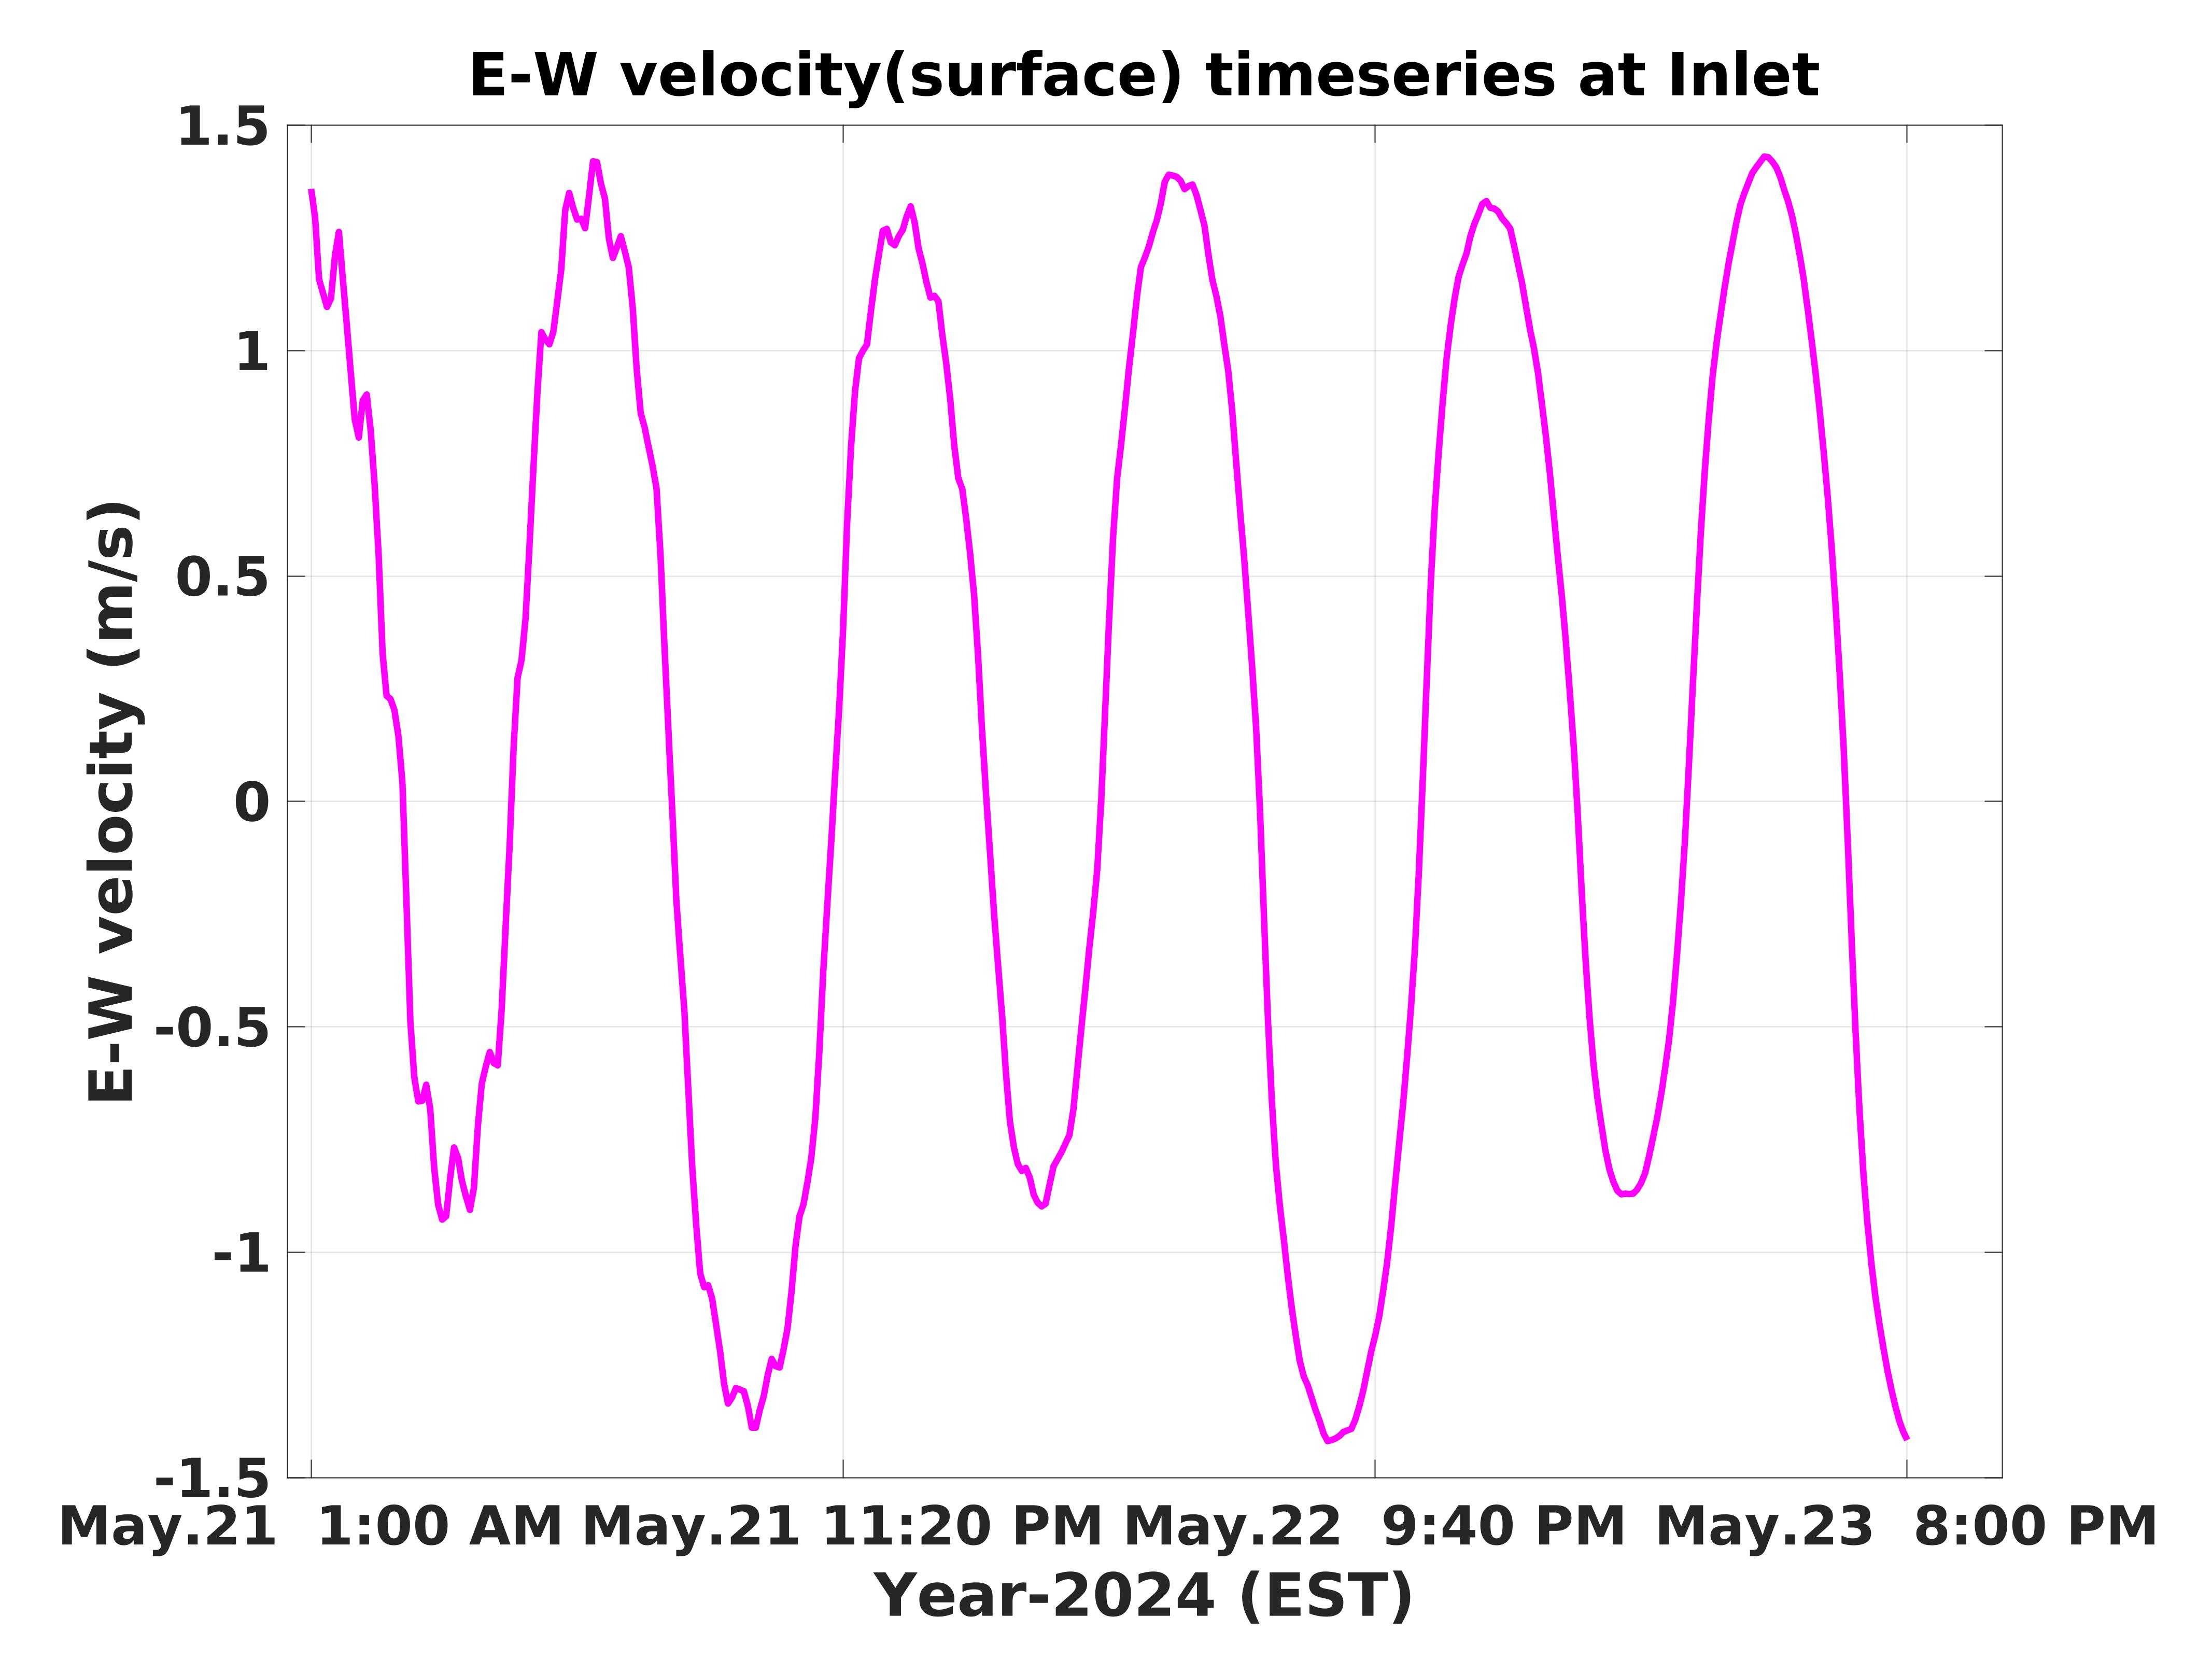 E-W velocity(surface) timeseries at Inlet
1.5
1
0.5
0
-0.5
-1
-1.5
E-W velocity (m/s)
May.21 1:00 AM May.21 11:20 PM May.22 9:40 PM May.23 8:00 PM
Year-2024 (EST)